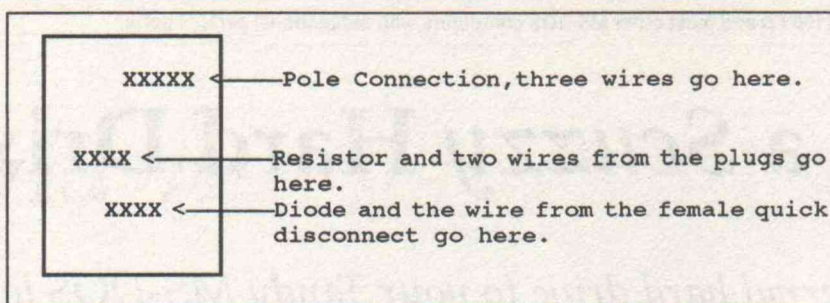 XXXXX <———Pole Connection,three wires go here.
XXXX <———Resistor and two wires from the plugs go
here.
XXXX <———Diode and the wire from the female quick
disconnect go here.